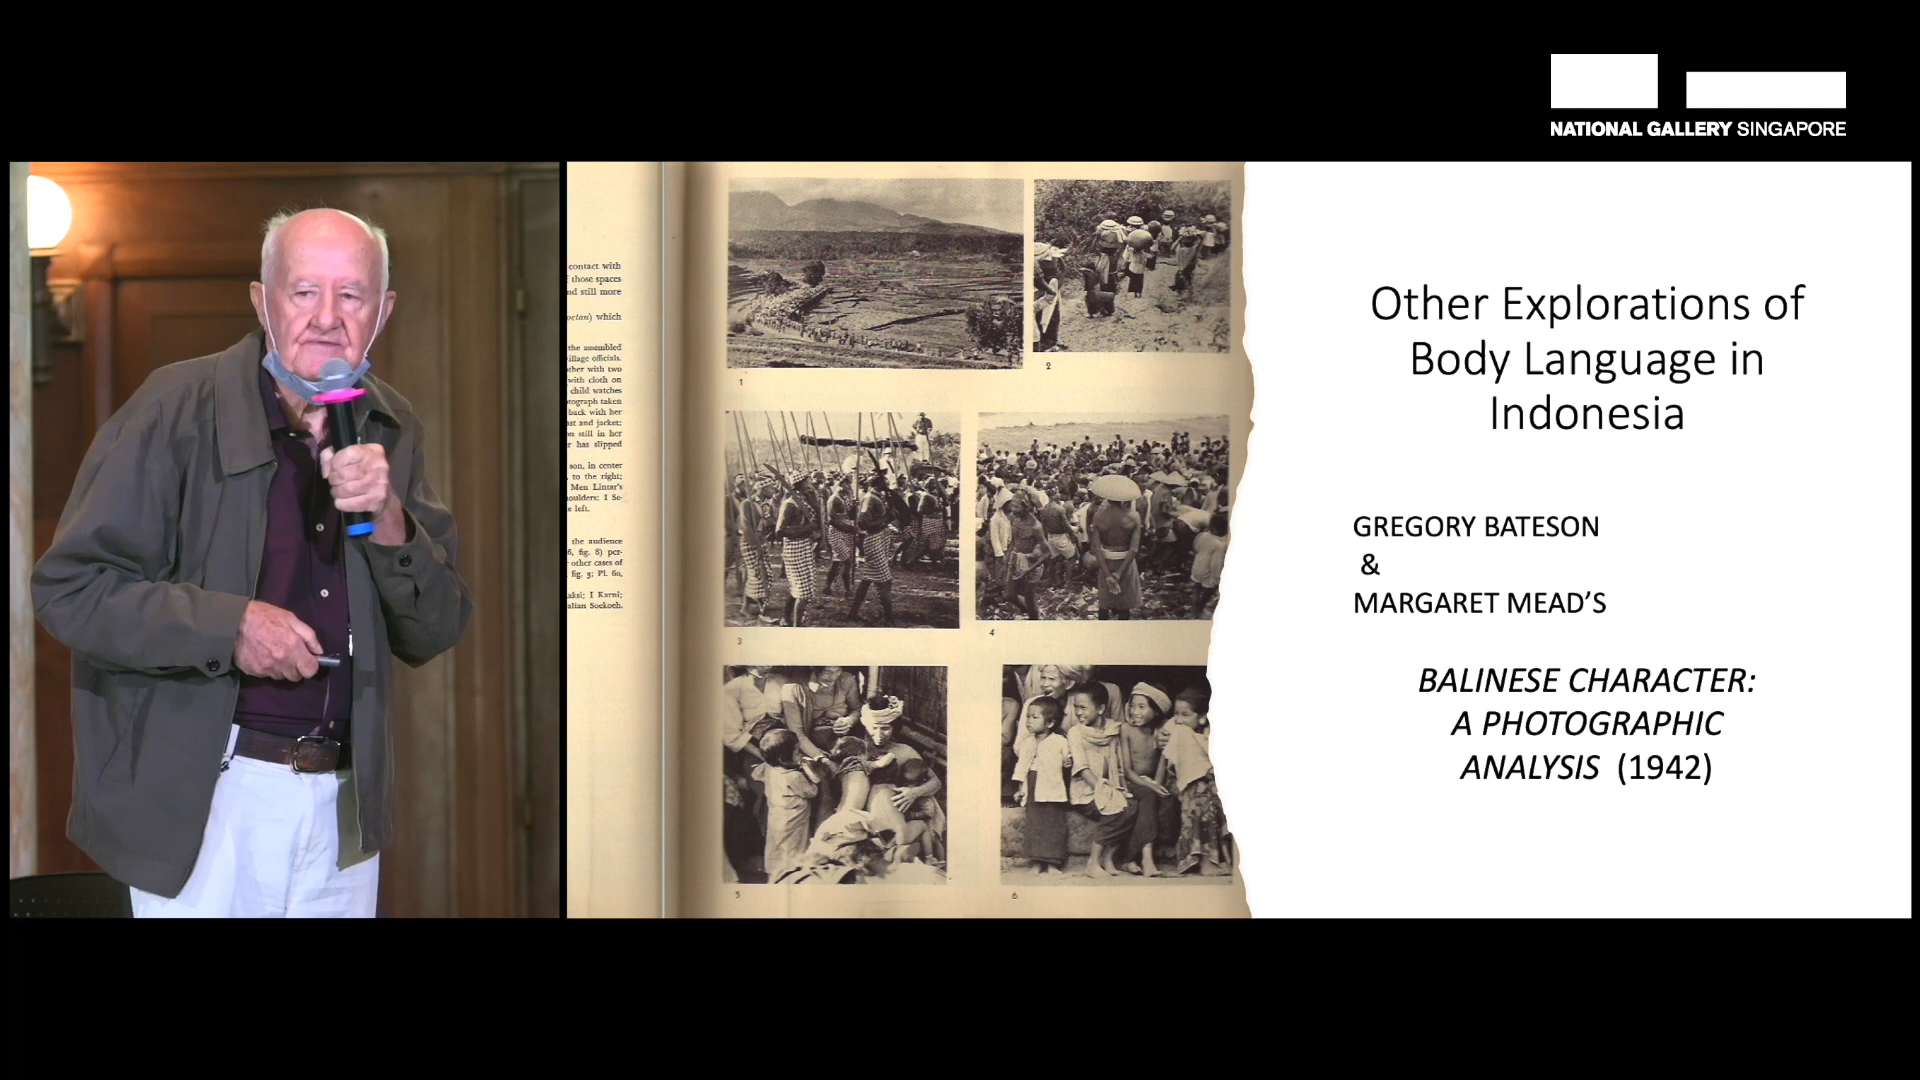 NATIONAL GALLERY SINGAPORE
contact with
those spaces
and still more
which
the assembled
village officials.
other with two
with cloth on
child watches
taken
back with her
and jacket;
still in her
has slipped
son, in center
to the right;
Men Lintar's
shoulders; I Se-
left.
the audience
6, fig. 8) per-
other cases of
fig. 3; Pl. 60,
I Karni;
Soekoeh.
1
2
3
4
5
6
Other Explorations of
Body Language in
Indonesia
GREGORY BATESON
&
MARGARET MEAD'S
BALINESE CHARACTER:
A PHOTOGRAPHIC
ANALYSIS (1942)